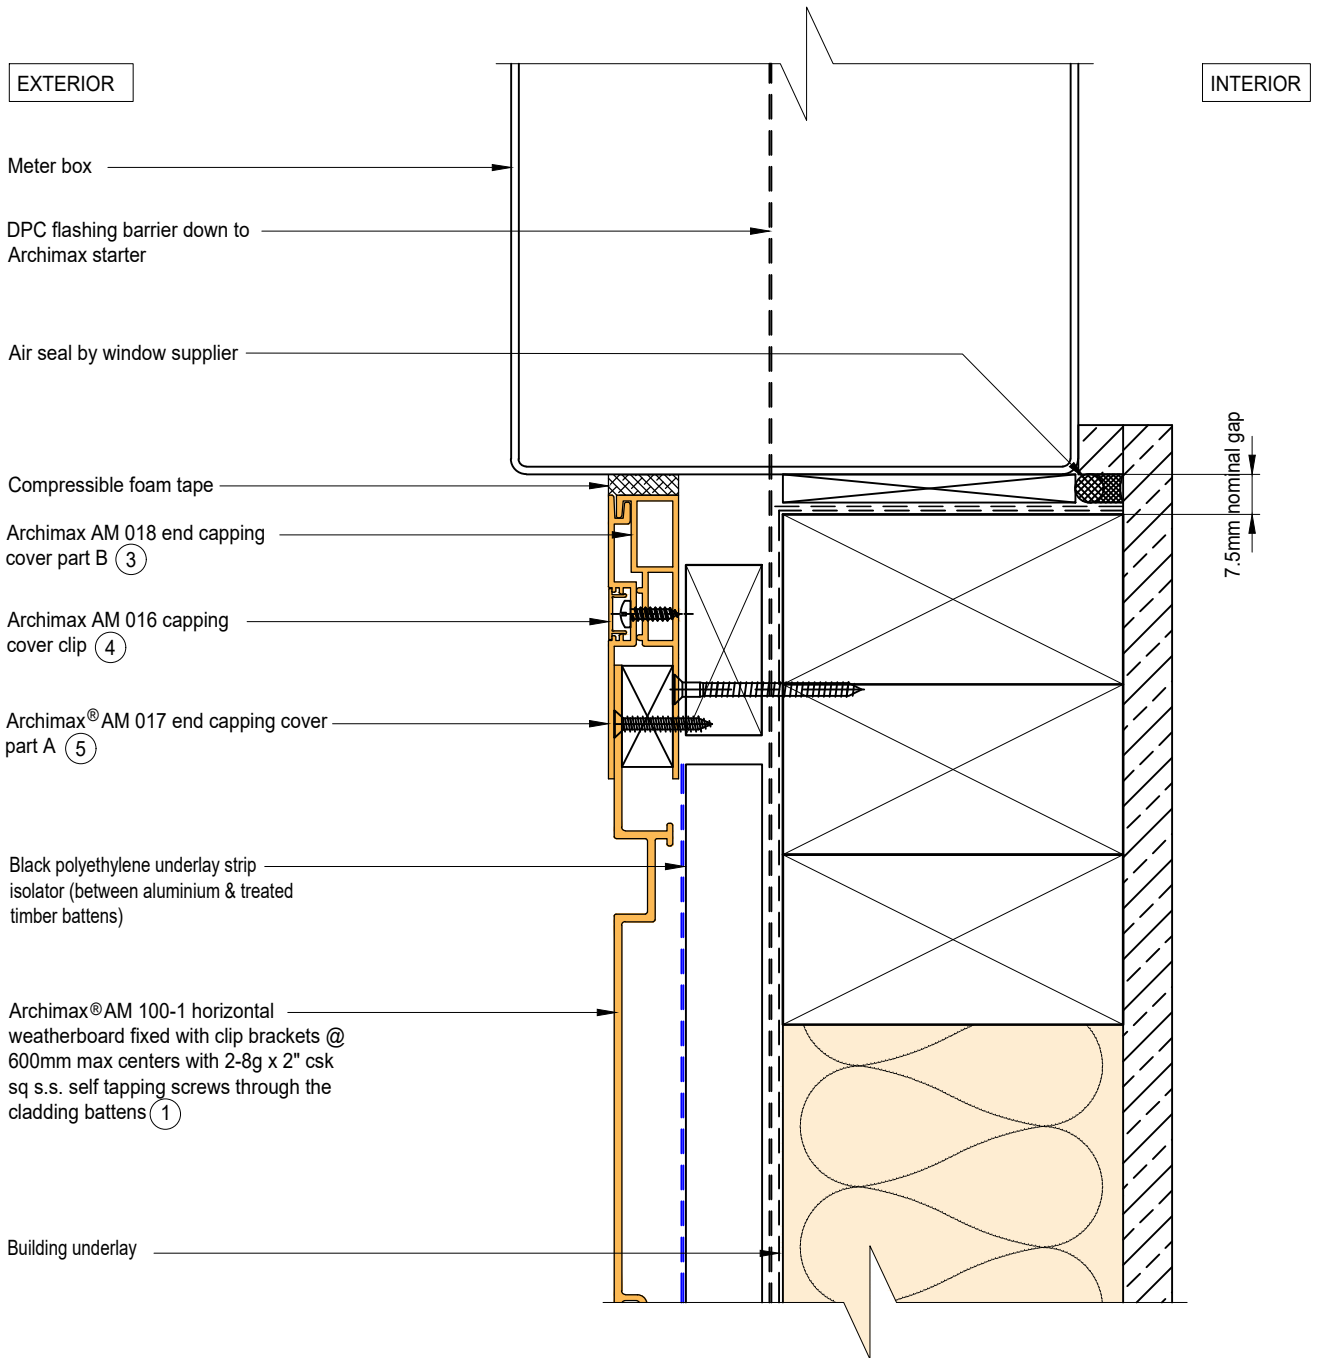 EXTERIOR
INTERIOR
Meter box
DPC flashing barrier down to
Archimax starter
Air seal by window supplier
7.5mm nominal gap
Compressible foam tape
Archimax AM 018 end capping
cover part B 3
Archimax AM 016 capping
cover clip 4
Archimax® AM 017 end capping cover
part A 5
Black polyethylene underlay strip
isolator (between aluminium & treated
timber battens)
Archimax® AM 100-1 horizontal
weatherboard fixed with clip brackets @
600mm max centers with 2-8g x 2" csk
sq s.s. self tapping screws through the
cladding battens 1
Building underlay